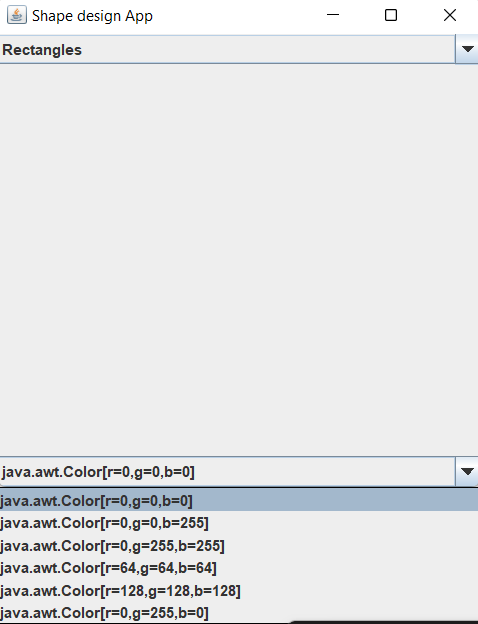 Shape design App
Rectangles
java.awt.Color[r=0,g=0,b=0]
java.awt.Color[r=0,g=0,b=0]
java.awt.Color[r=0,g=0,b=255]
java.awt.Color[r=0,g=255,b=255]
java.awt.Color[r=64,g=64,b=64]
java.awt.Color[r=128,g=128,b=128]
java.awt.Color[r=0,g=255,b=0]